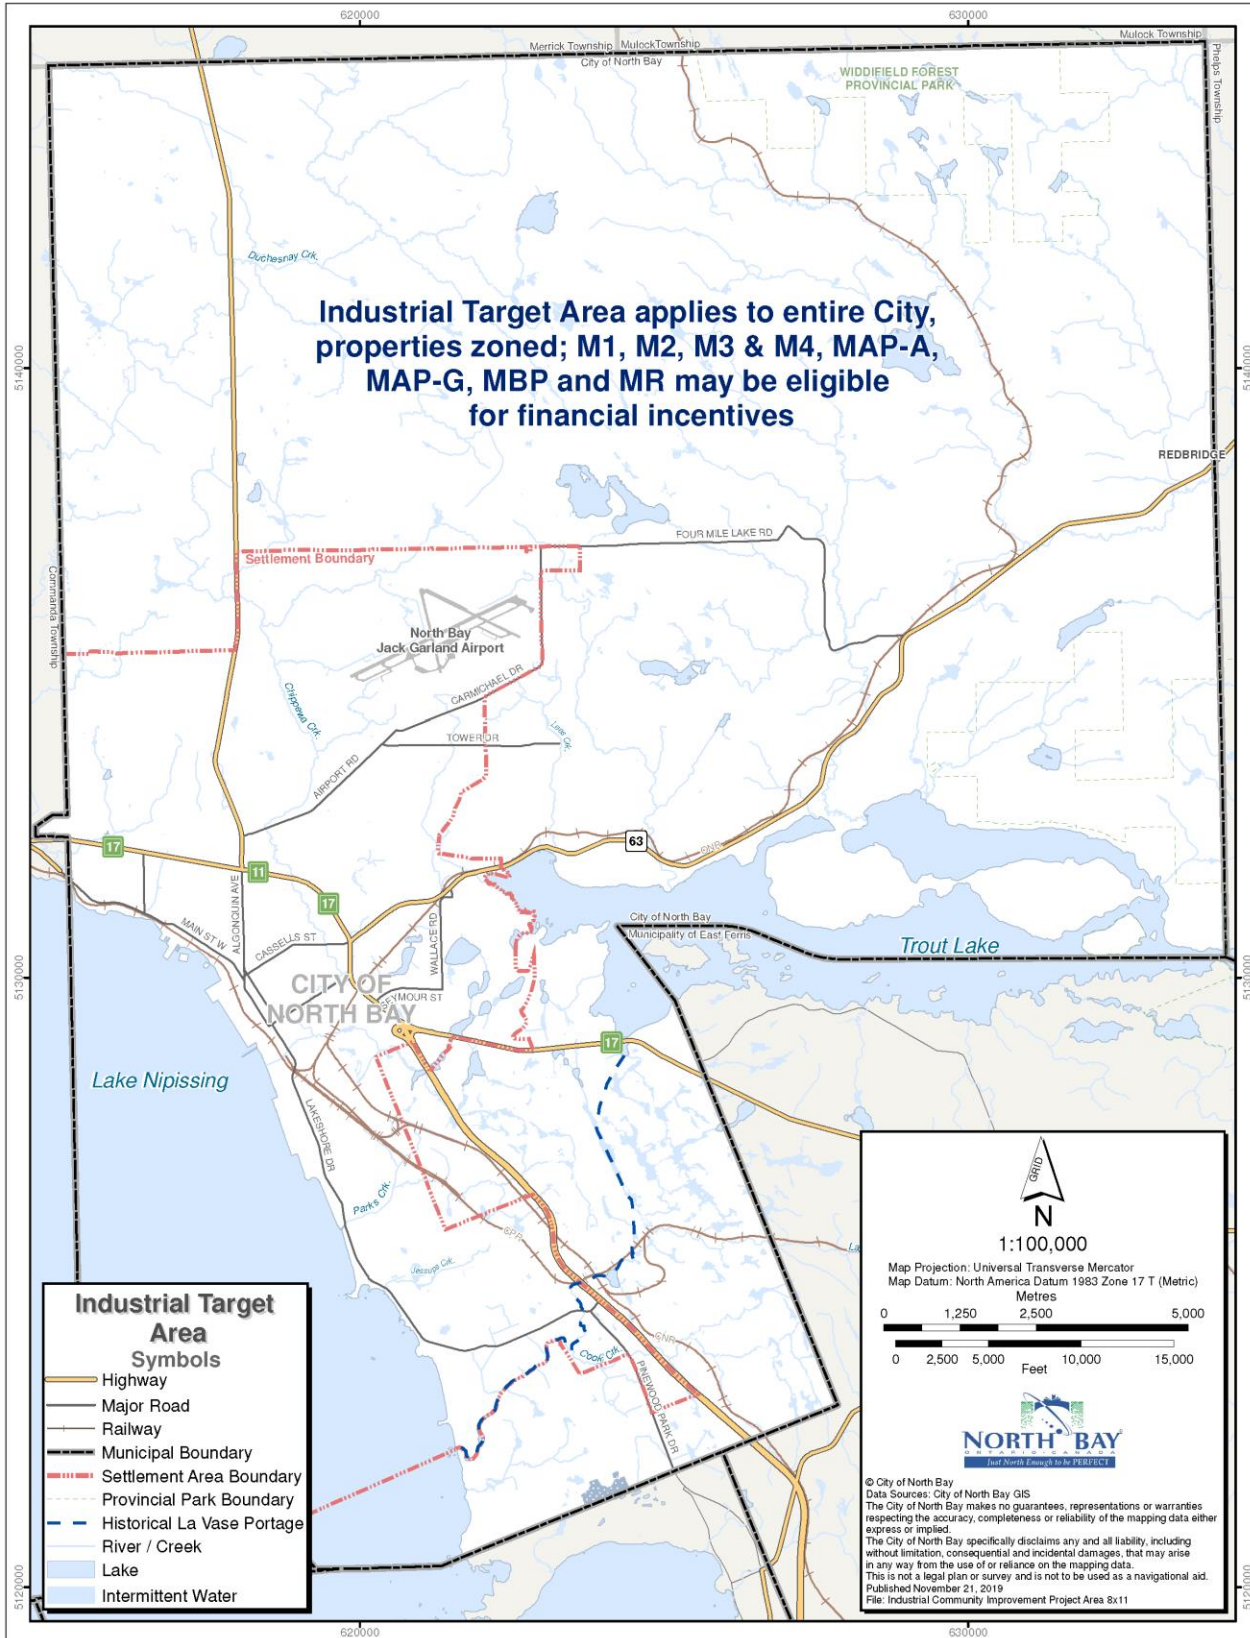 620000
630000
Merrick Township
Mulock Township
Mulock Township
City of North Bay
Phelps Township
WIDDIFIELD FOREST
PROVINCIAL PARK
Duchesnay Crk.
Industrial Target Area applies to entire City,
properties zoned; M1, M2, M3 & M4, MAP-A,
MAP-G, MBP and MR may be eligible
for financial incentives
5140000
5140000
REDBRIDGE
FOUR MILE LAKE RD
Settlement Boundary
Commanda Township
North Bay
Jack Garland Airport
CARMICHAEL DR
Chippewa Crk.
TOWER DR
AIRPORT RD
63
CNR
17
11
17
ALGONQUIN AVE
MAIN ST W
CASSELLS ST
WALLACE RD
City of North Bay
Municipality of East Ferris
Trout Lake
5130000
5130000
CITY OF
NORTH BAY
SEYMOUR ST
17
Lake Nipissing
LAKESHORE DR
Parks Crk.
CPR
Jessups Crk.
CNR
Cook Crk.
PINEWOOD PARK DR
Industrial Target
Area
Symbols
Highway
Major Road
Railway
Municipal Boundary
Settlement Area Boundary
Provincial Park Boundary
Historical La Vase Portage
River / Creek
Lake
Intermittent Water
GRID
N
1:100,000
Map Projection: Universal Transverse Mercator
Map Datum: North America Datum 1983 Zone 17 T (Metric)
Metres
0 1,250 2,500 5,000
0 2,500 5,000 10,000 15,000
Feet
NORTH BAY
ONTARIO • CANADA
Just North Enough to be PERFECT
© City of North Bay
Data Sources: City of North Bay GIS
The City of North Bay makes no guarantees, representations or warranties
respecting the accuracy, completeness or reliability of the mapping data either
express or implied.
The City of North Bay specifically disclaims any and all liability, including
without limitation, consequential and incidental damages, that may arise
in any way from the use of or reliance on the mapping data.
This is not a legal plan or survey and is not to be used as a navigational aid.
Published November 21, 2019
File: Industrial Community Improvement Project Area 8x11
5120000
5120000
620000
630000